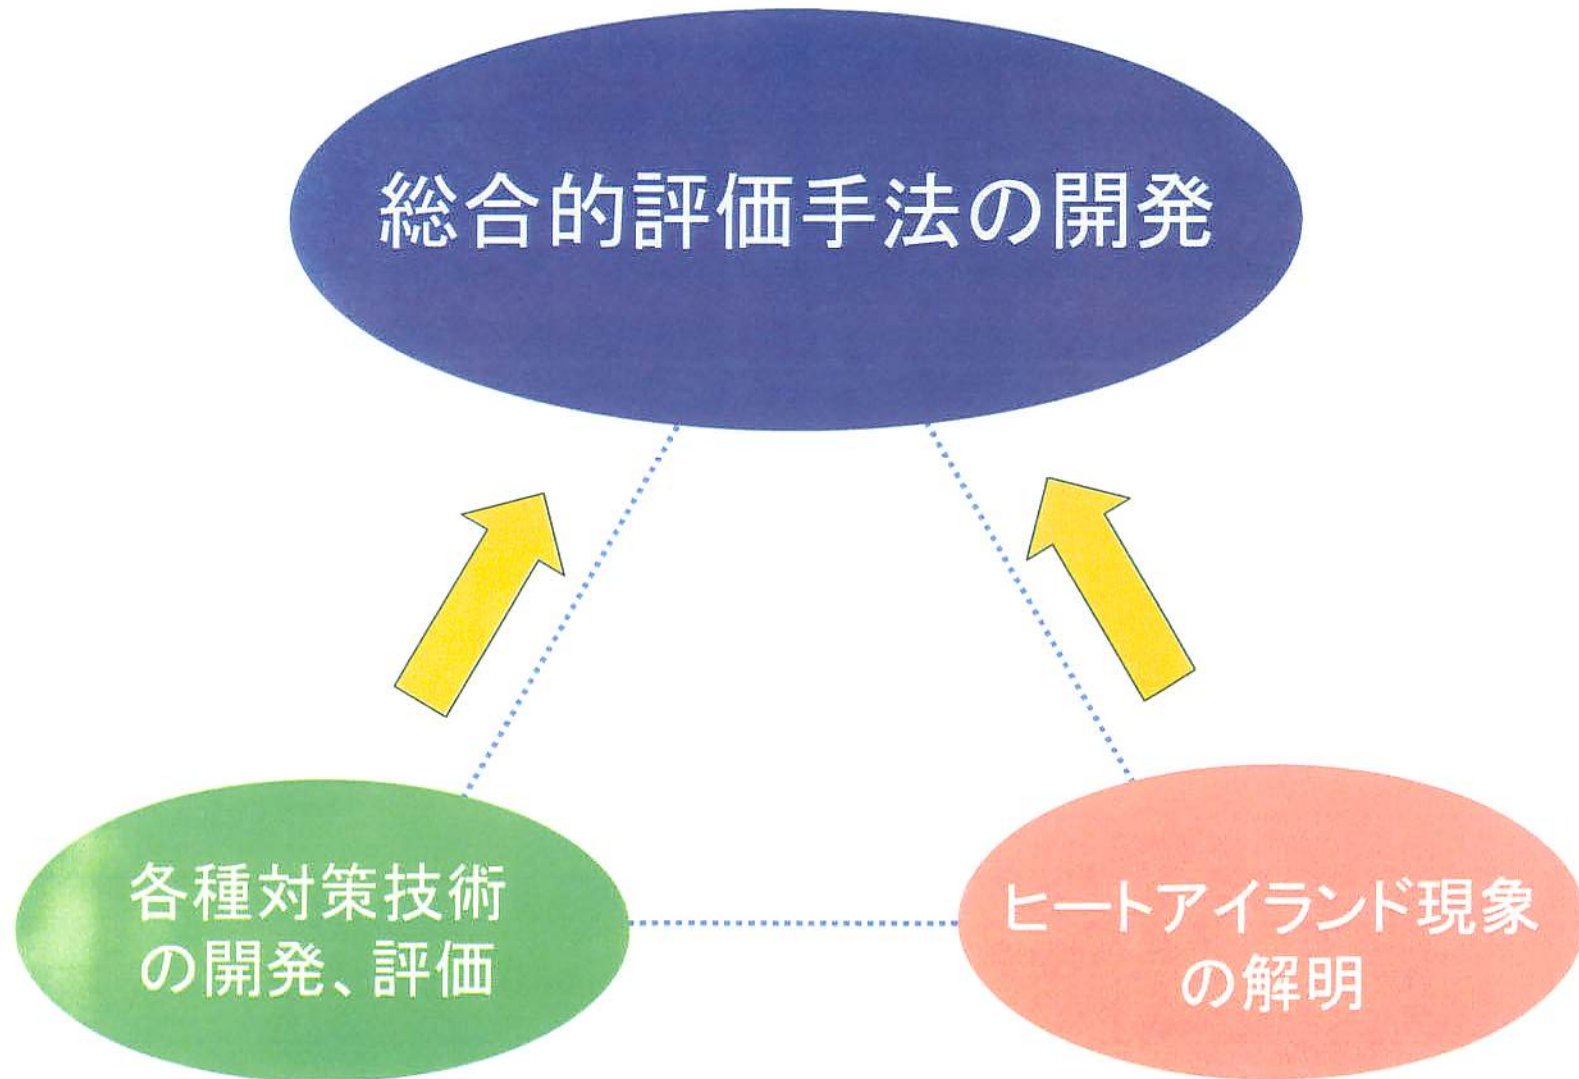 総合的評価手法の開発
各種対策技術
の開発、評価
ヒートアイランド現象
の解明